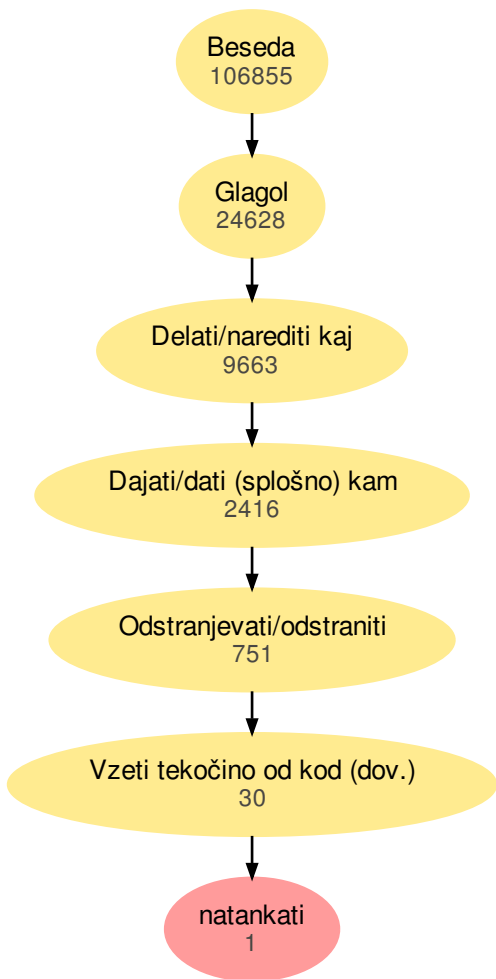 Beseda
106855
Glagol
24628
Delati/narediti kaj
9663
Dajati/dati (splošno) kam
2416
Odstranjevati/odstraniti
751
Vzeti tekočino od kod (dov.)
30
natankati
1